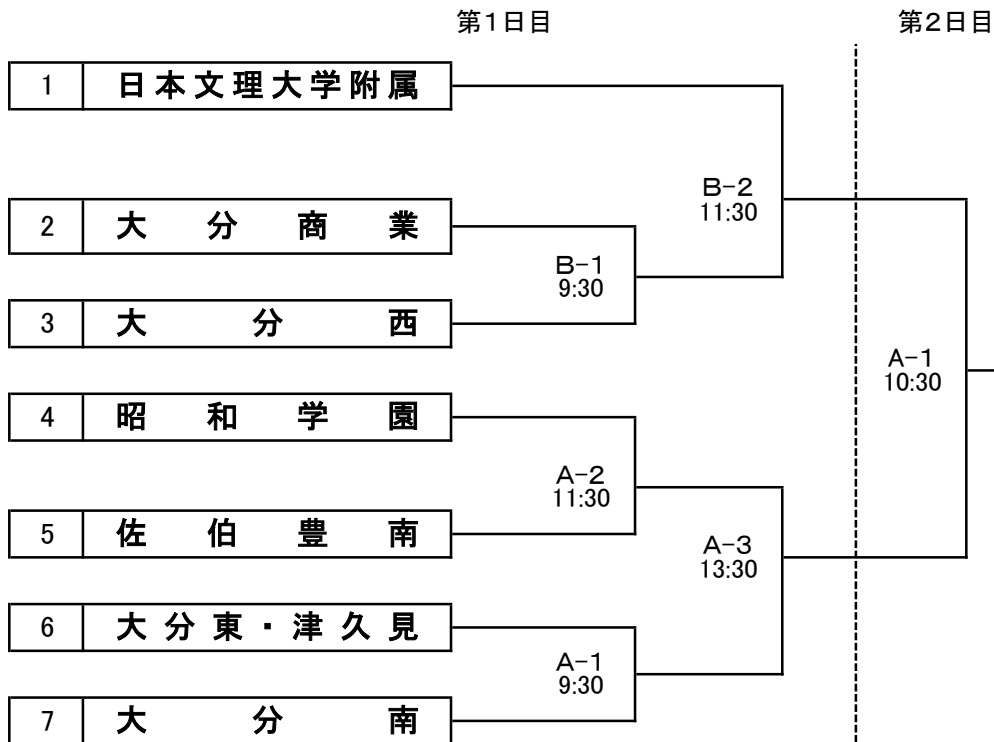 第1日目
第2日目
1 日本文理大学附属
B-2
11:30
2 大分商業
B-1
9:30
3 大分西
A-1
10:30
4 昭和学園
A-2
11:30
5 佐伯豊南
A-3
13:30
6 大分東・津久見
A-1
9:30
7 大分南